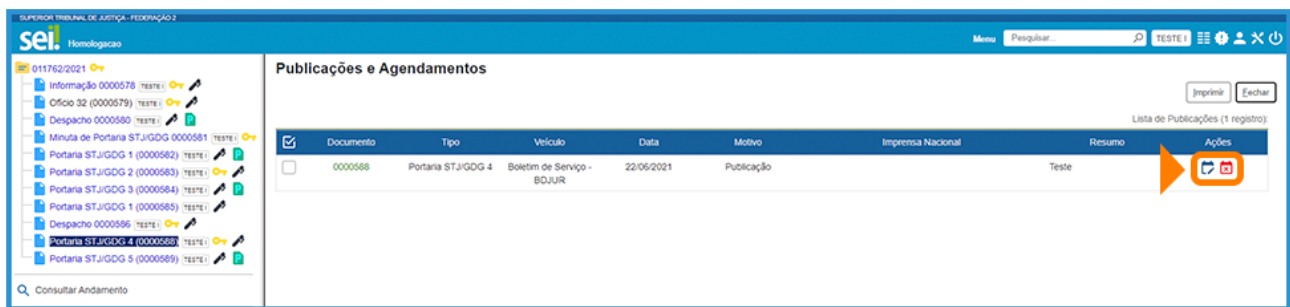 SUPERIOR TRIBUNAL DE JUSTIÇA - FEDERAÇÃO 2
sei! Homologacao
Menu Pesquisar... TESTE I
011762/2021
Informação 0000578 TESTE I
Ofício 32 (0000579) TESTE I
Despacho 0000580 TESTE I
Minuta de Portaria STJ/GDG 0000581 TESTE I
Portaria STJ/GDG 1 (0000582) TESTE I
Portaria STJ/GDG 2 (0000583) TESTE I
Portaria STJ/GDG 3 (0000584) TESTE I
Portaria STJ/GDG 1 (0000585) TESTE I
Despacho 0000586 TESTE I
Portaria STJ/GDG 4 (0000588) TESTE I
Portaria STJ/GDG 5 (0000589) TESTE I
Consultar Andamento
Publicações e Agendamentos
Imprimir Fechar
Lista de Publicações (1 registro):
Documento Tipo Veículo Data Motivo Imprensa Nacional Resumo Ações
0000588 Portaria STJ/GDG 4 Boletim de Serviço - 22/06/2021 Publicação Teste
BDJUR